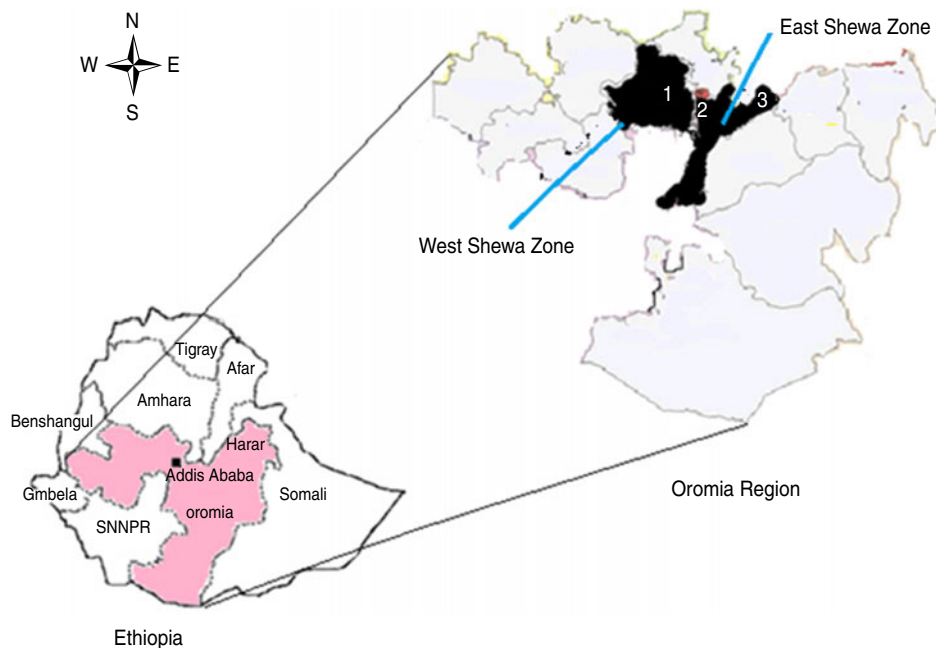 N
W E
S
East Shewa Zone
1
2
3
West Shewa Zone
Oromia Region
Tigray
Afar
Amhara
Benshangul
Harar
Addis Ababa
Gmbela
Somali
oromia
SNNPR
Ethiopia